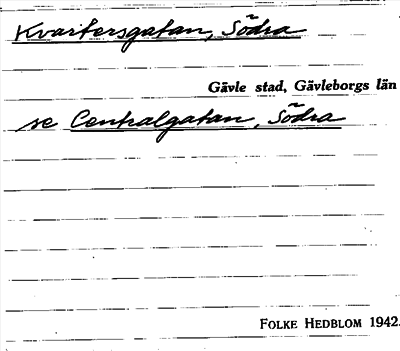 Kvartersgatan, Södra
Gävle stad, Gävleborgs län
se Centralgatan, Södra
FOLKE HEDBLOM 1942.